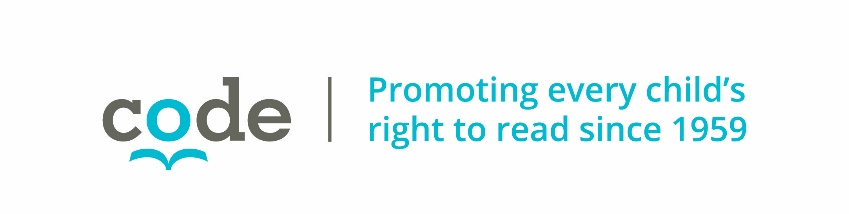 code
Promoting every child's
right to read since 1959